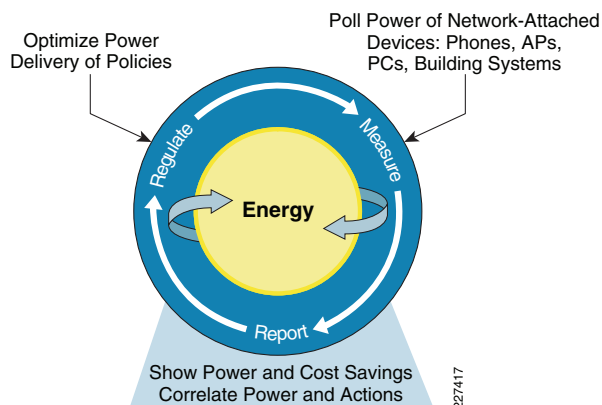 Optimize Power
Delivery of Policies
Poll Power of Network-Attached
Devices: Phones, APs,
PCs, Building Systems
Regulate
Measure
Energy
Report
Show Power and Cost Savings
Correlate Power and Actions
227417